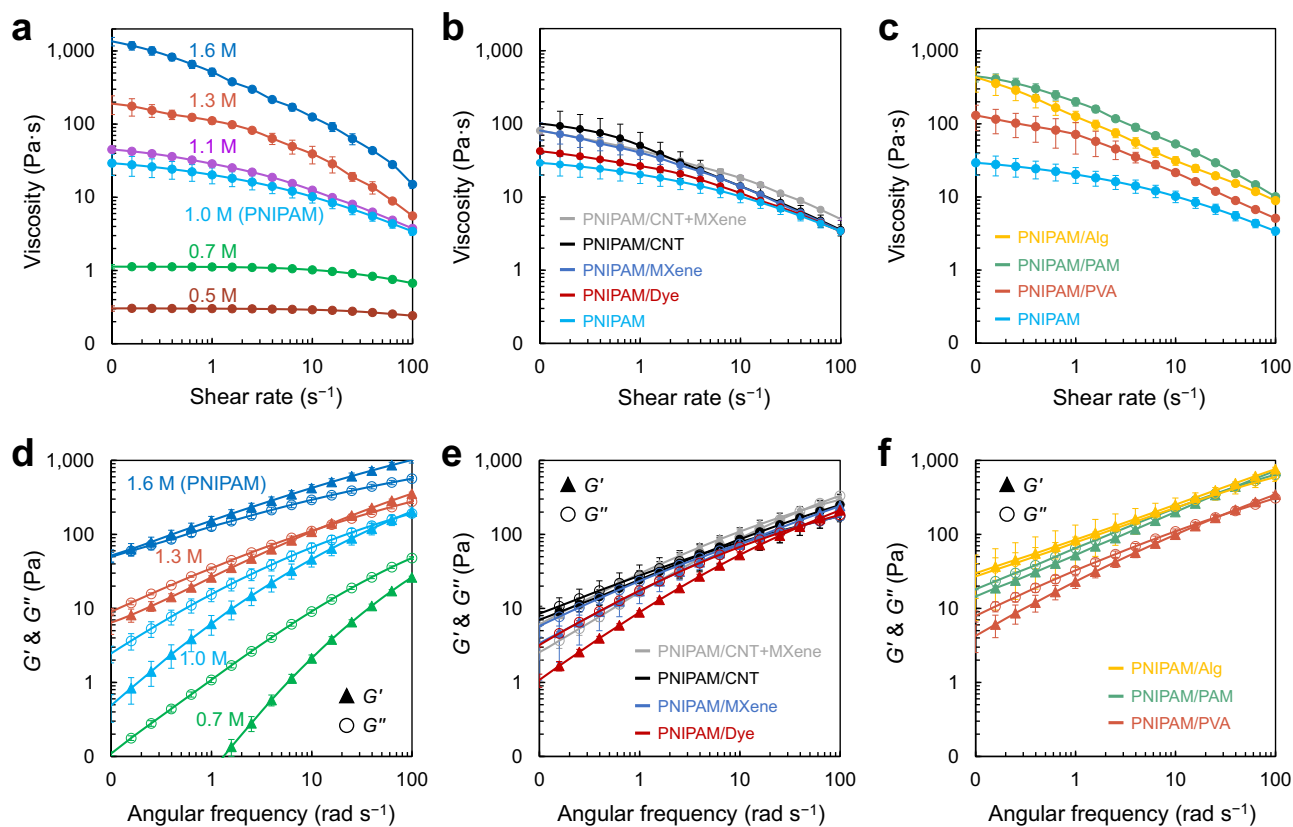 a
1,000
100
10
1
0
Viscosity (Pa·s)
1.6 M
1.3 M
1.1 M
1.0 M (PNIPAM)
0.7 M
0.5 M
0 1 10 100
Shear rate (s⁻¹)
b
1,000
100
10
1
0
Viscosity (Pa·s)
PNIPAM/CNT+MXene
PNIPAM/CNT
PNIPAM/MXene
PNIPAM/Dye
PNIPAM
0 1 10 100
Shear rate (s⁻¹)
c
1,000
100
10
1
0
Viscosity (Pa·s)
PNIPAM/Alg
PNIPAM/PAM
PNIPAM/PVA
PNIPAM
0 1 10 100
Shear rate (s⁻¹)
d
1,000
100
10
1
0
G' & G" (Pa)
1.6 M (PNIPAM)
1.3 M
1.0 M
0.7 M
G'
G"
0 1 10 100
Angular frequency (rad s⁻¹)
e
1,000
100
10
1
0
G' & G" (Pa)
G'
G"
PNIPAM/CNT+MXene
PNIPAM/CNT
PNIPAM/MXene
PNIPAM/Dye
0 1 10 100
Angular frequency (rad s⁻¹)
f
1,000
100
10
1
0
G' & G" (Pa)
G'
G"
PNIPAM/Alg
PNIPAM/PAM
PNIPAM/PVA
0 1 10 100
Angular frequency (rad s⁻¹)